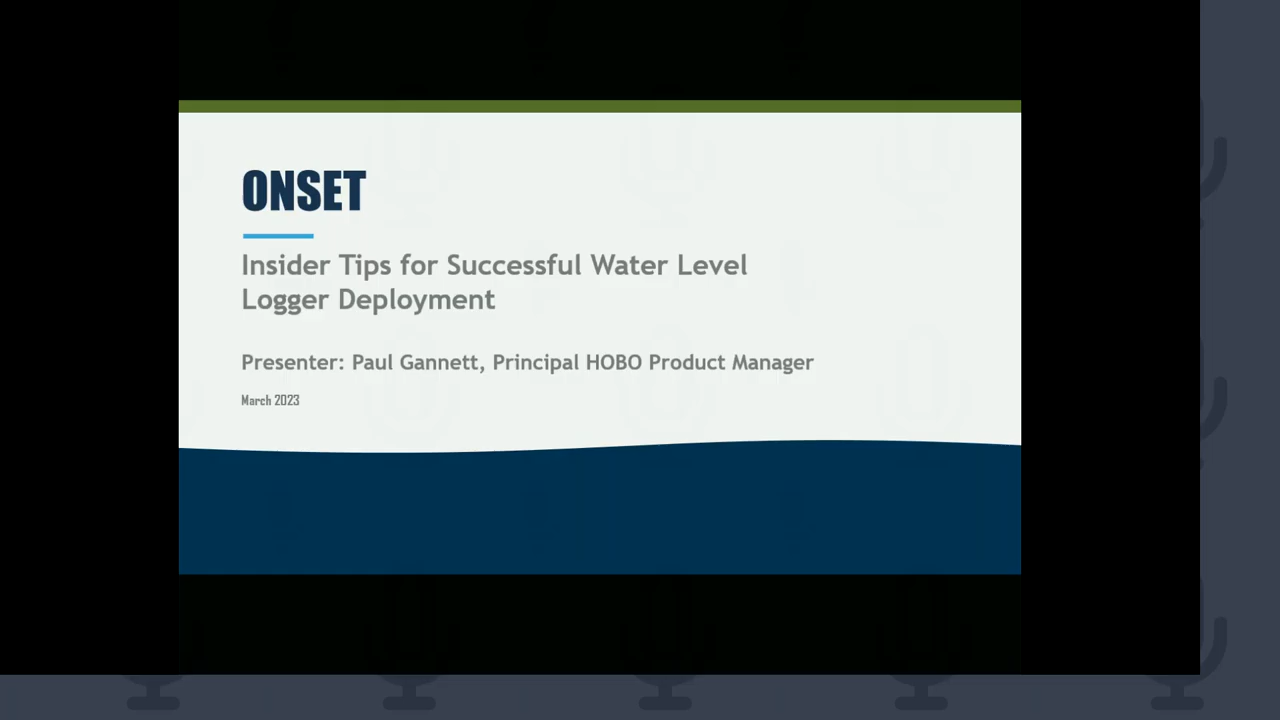 ONSET
Insider Tips for Successful Water Level
Logger Deployment
Presenter: Paul Gannett, Principal HOBO Product Manager
March 2023